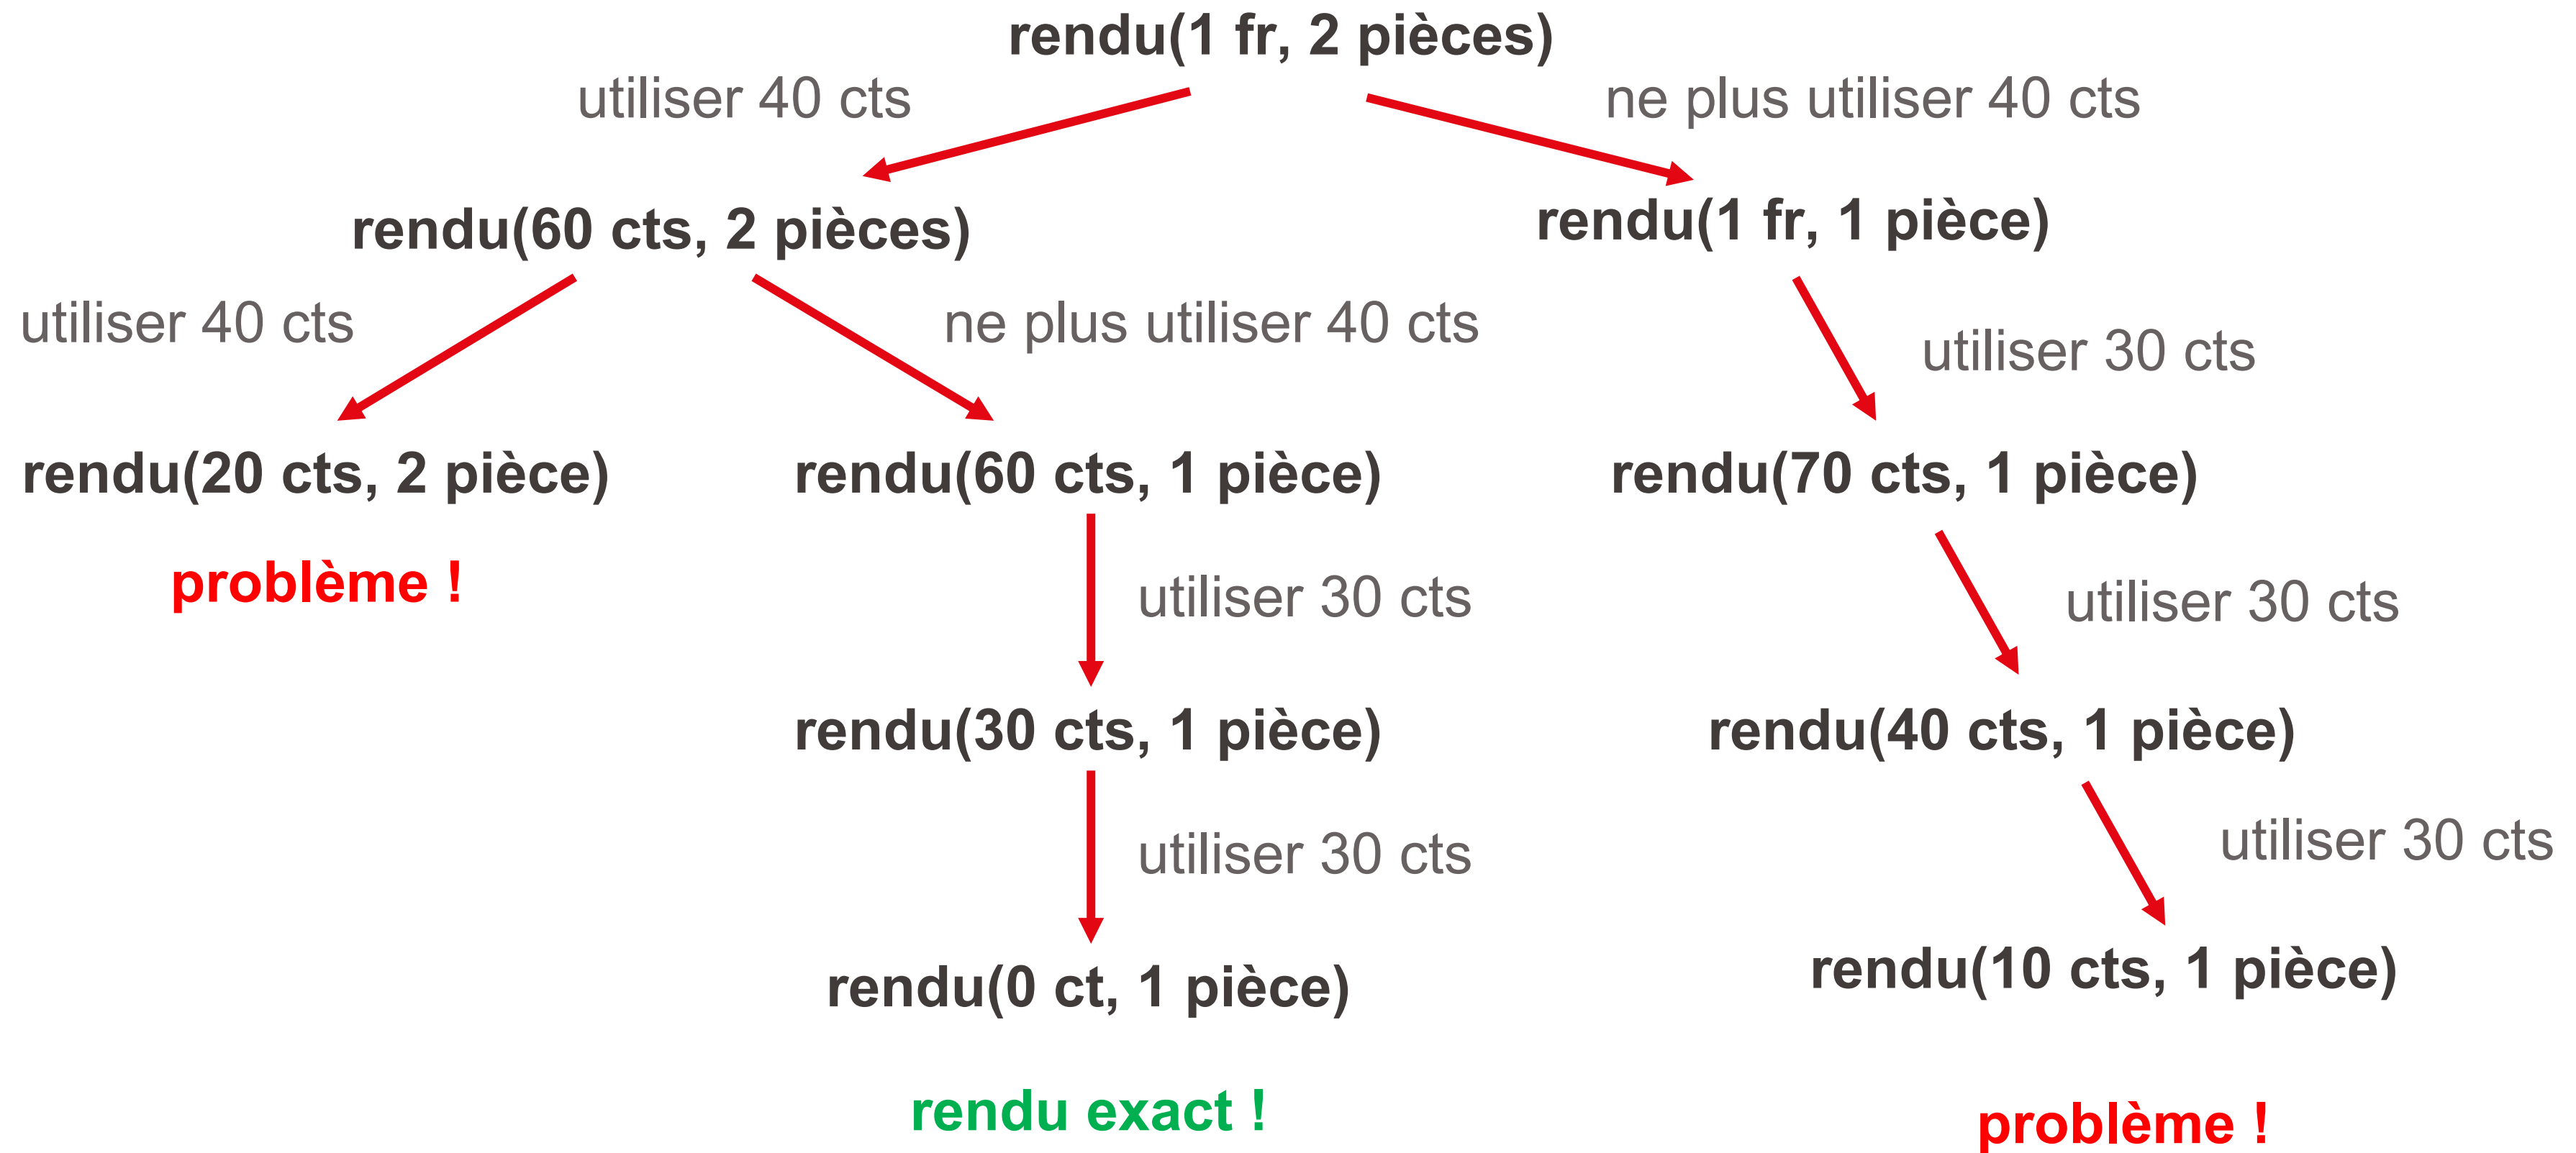 rendu(1 fr, 2 pièces)
utiliser 40 cts
ne plus utiliser 40 cts
rendu(60 cts, 2 pièces)
rendu(1 fr, 1 pièce)
utiliser 40 cts
ne plus utiliser 40 cts
utiliser 30 cts
rendu(20 cts, 2 pièce)
rendu(60 cts, 1 pièce)
rendu(70 cts, 1 pièce)
problème !
utiliser 30 cts
utiliser 30 cts
rendu(30 cts, 1 pièce)
rendu(40 cts, 1 pièce)
utiliser 30 cts
utiliser 30 cts
rendu(0 ct, 1 pièce)
rendu(10 cts, 1 pièce)
rendu exact !
problème !